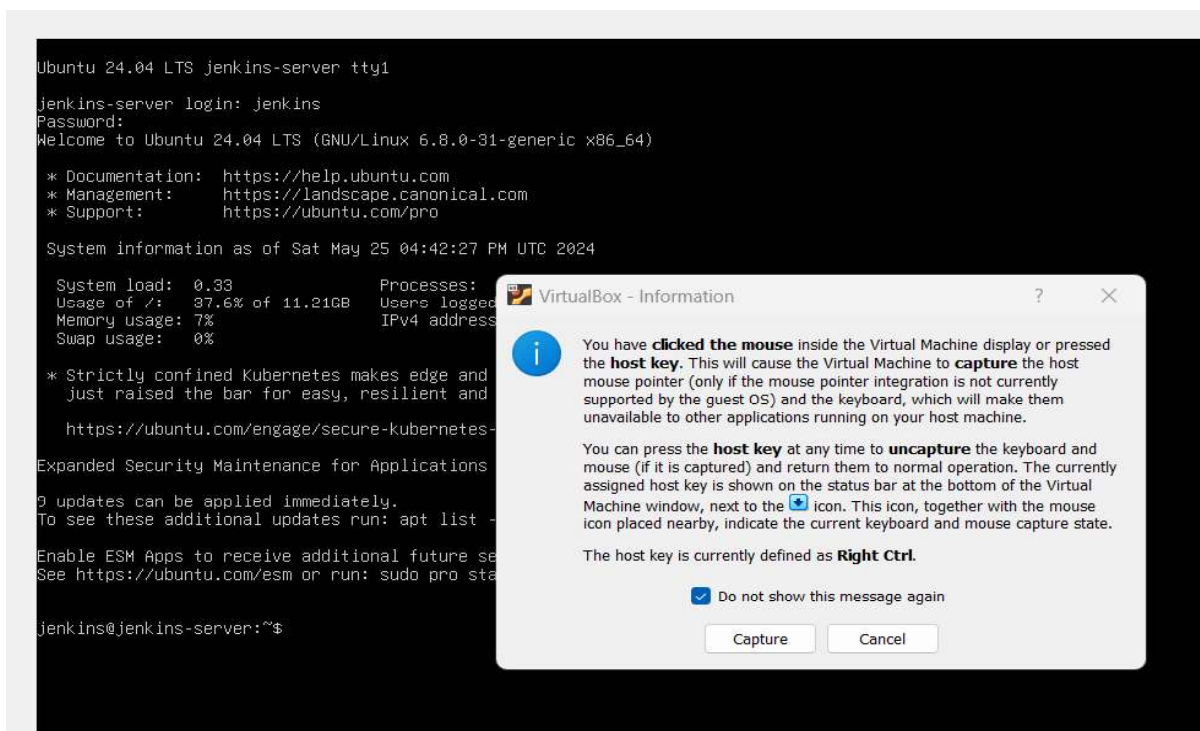 Ubuntu 24.04 LTS jenkins-server tty1
jenkins-server login: jenkins
Password:
Welcome to Ubuntu 24.04 LTS (GNU/Linux 6.8.0-31-generic x86_64)
* Documentation: https://help.ubuntu.com
* Management: https://landscape.canonical.com
* Support: https://ubuntu.com/pro
System information as of Sat May 25 04:42:27 PM UTC 2024
System load: 0.33 Processes:
Usage of /: 37.6% of 11.21GB Users logged
Memory usage: 7% IPv4 address
Swap usage: 0%
* Strictly confined Kubernetes makes edge and
just raised the bar for easy, resilient and
https://ubuntu.com/engage/secure-kubernetes-
Expanded Security Maintenance for Applications
9 updates can be applied immediately.
To see these additional updates run: apt list -
Enable ESM Apps to receive additional future se
See https://ubuntu.com/esm or run: sudo pro sta
jenkins@jenkins-server:~$
VirtualBox - Information
You have clicked the mouse inside the Virtual Machine display or pressed
the host key. This will cause the Virtual Machine to capture the host
mouse pointer (only if the mouse pointer integration is not currently
supported by the guest OS) and the keyboard, which will make them
unavailable to other applications running on your host machine.
You can press the host key at any time to uncapture the keyboard and
mouse (if it is captured) and return them to normal operation. The currently
assigned host key is shown on the status bar at the bottom of the Virtual
Machine window, next to the icon. This icon, together with the mouse
icon placed nearby, indicate the current keyboard and mouse capture state.
The host key is currently defined as Right Ctrl.
Do not show this message again
Capture Cancel